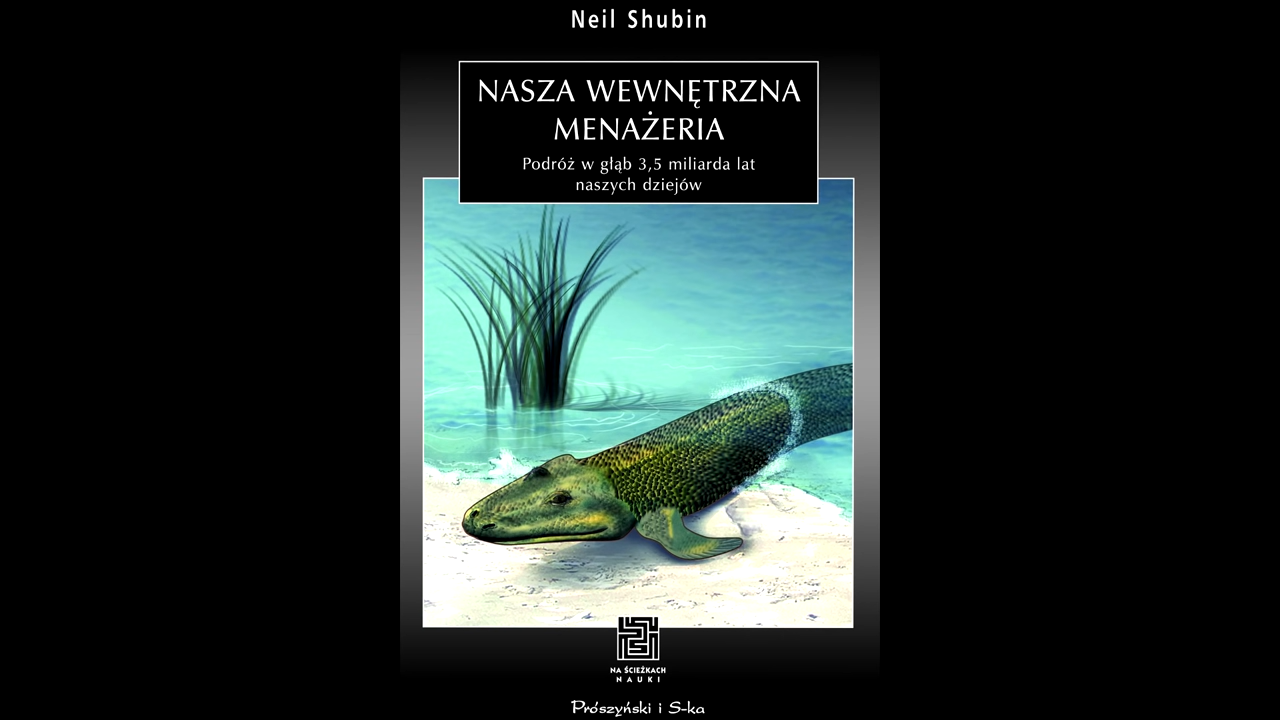 Neil Shubin
NASZA WEWNĘTRZNA
MENAŻERIA
Podróż w głąb 3,5 miliarda lat
naszych dziejów
NA ŚCIEŻKACH
NAUKI
Prószyński i S-ka